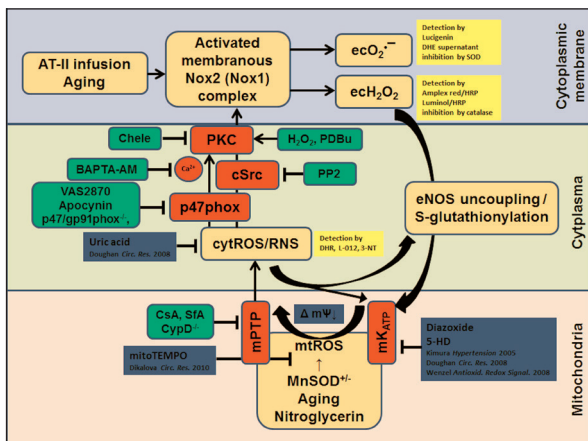 AT-II infusion
Aging
Activated
membranous
Nox2 (Nox1)
complex
ecO₂•−
ecH₂O₂
Detection by
Lucigenin
DHE supernatant
inhibition by SOD
Detection by
Amplex red/HRP
Luminol/HRP
inhibition by catalase
Cytoplasmic
membrane
Chele
PKC
H₂O₂, PDBu
BAPTA-AM
Ca²⁺
cSrc
PP2
VAS2870
Apocynin
p47/gp91phox⁻/⁻,
p47phox
eNOS uncoupling/
S-glutathionylation
Cytplasma
Uric acid
Doughan Circ. Res. 2008
cytROS/RNS
Detection by
DHR, L-012, 3-NT
CsA, SfA
CypD⁻/⁻
mPTP
Δ mΨ↓
mK_ATP
mitoTEMPO
Dikalova Circ. Res. 2010
mtROS
↑
MnSOD⁺/⁻
Aging
Nitroglycerin
Diazoxide
5-HD
Kimura Hypertension 2005
Doughan Circ. Res. 2008
Wenzel Antioxid. Redox Signal. 2008
Mitochondria